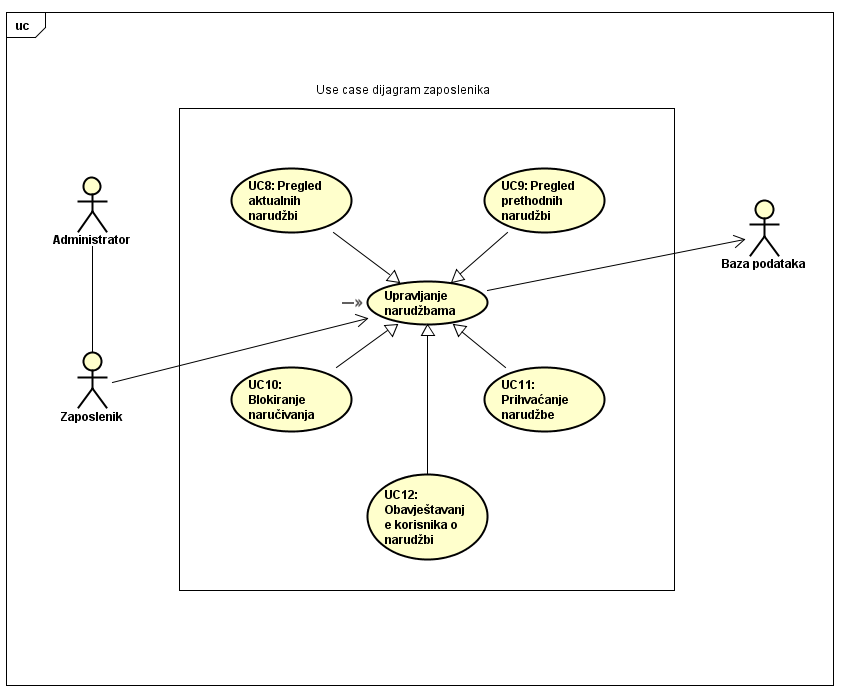 uc
Use case dijagram zaposlenika
UC8: Pregled
aktualnih
narudžbi
UC9: Pregled
prethodnih
narudžbi
Administrator
Baza podataka
Upravljanje
narudžbama
Zaposlenik
UC10:
Blokiranje
naručivanja
UC11:
Prihvaćanje
narudžbe
UC12:
Obavještavanj
e korisnika o
narudžbi